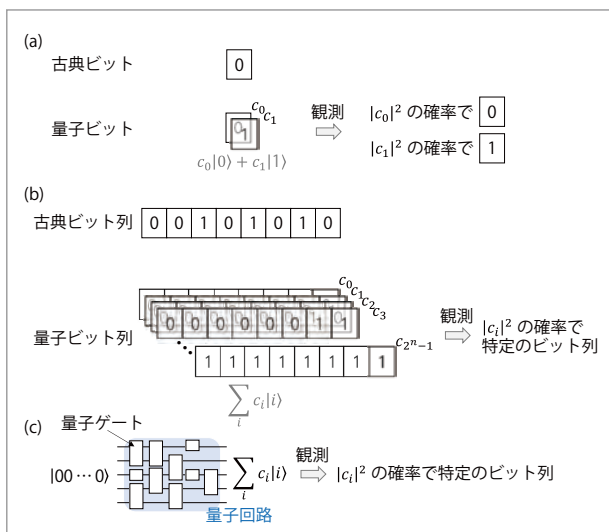 (a)
古典ビット 0
量子ビット 0 1 c₀ c₁ 観測 |c₀|² の確率で 0
c₀|0⟩ + c₁|1⟩ |c₁|² の確率で 1
(b)
古典ビット列 0 0 1 0 1 0 1 0
c₀ c₁ c₂ c₃
量子ビット列 0 0 0 0 0 0 1 1 観測 |cᵢ|² の確率で
特定のビット列
1 1 1 1 1 1 1 1 c₂ⁿ₋₁
∑ᵢ cᵢ|i⟩
(c)
量子ゲート
|00 ⋯ 0⟩ ∑ᵢ cᵢ|i⟩ 観測 |cᵢ|² の確率で特定のビット列
量子回路